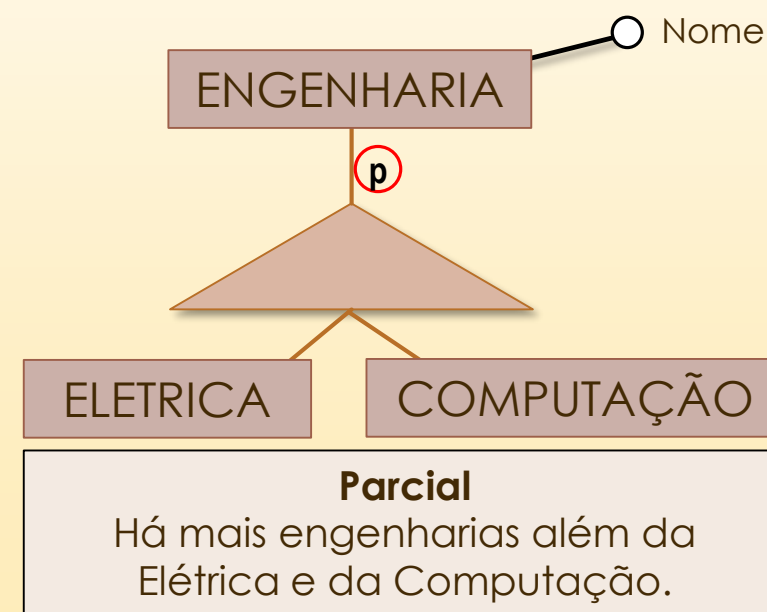 Nome
ENGENHARIA
p
ELETRICA
COMPUTAÇÃO
Parcial
Há mais engenharias além da
Elétrica e da Computação.